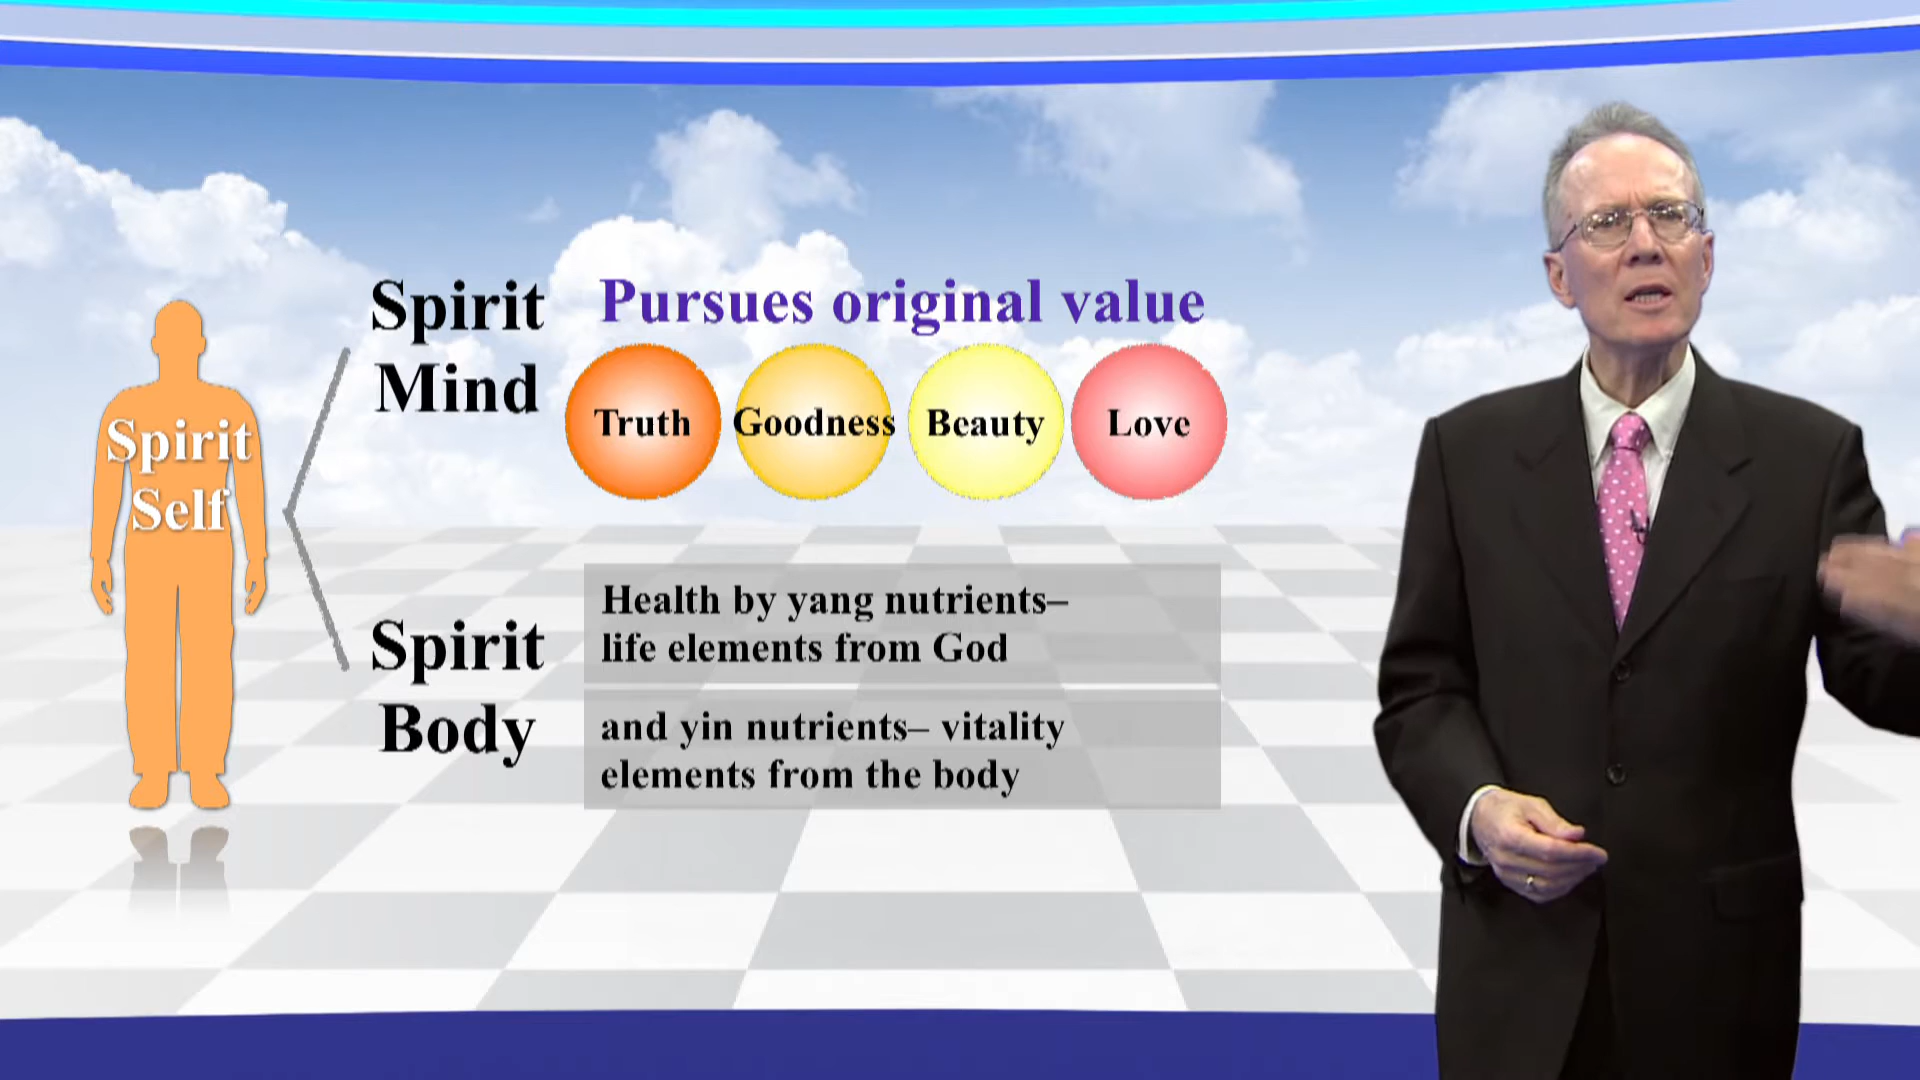 Spirit
Self
Spirit
Mind
Pursues original value
Truth
Goodness
Beauty
Love
Spirit
Body
Health by yang nutrients–
life elements from God
and yin nutrients– vitality
elements from the body